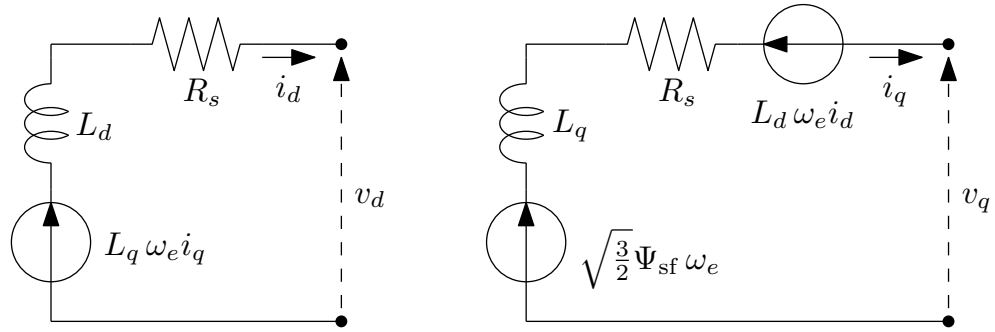 R_s
i_d
L_d
L_q ω_e i_q
v_d
R_s
L_d ω_e i_d
i_q
L_q
√(3/2) Ψ_sf ω_e
v_q